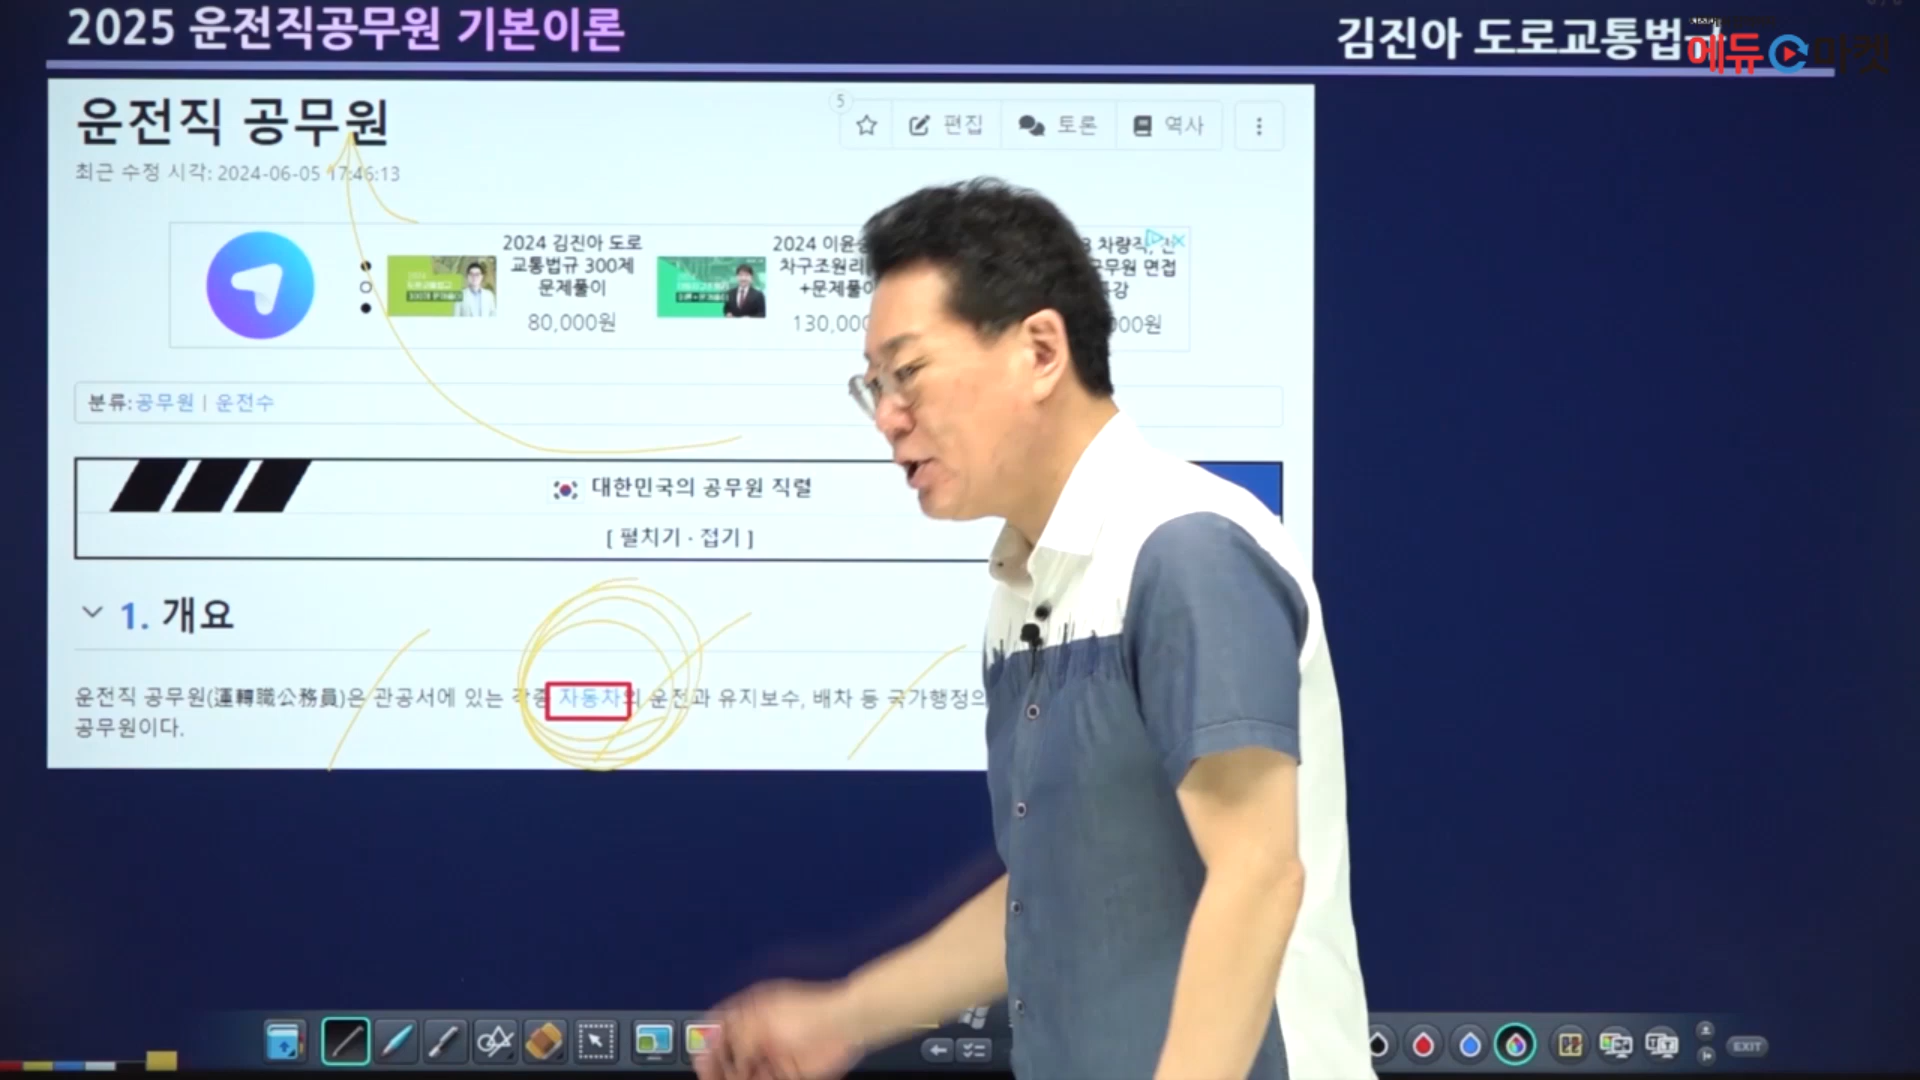 2025 운전직공무원 기본이론
김진아 도로교통법규
에듀 마켓
운전직 공무원
5
편집
토론
역사
최근 수정 시각: 2024-06-05 17:46:13
2024 김진아 도로
교통법규 300제
문제풀이
80,000원
2024 이윤
차구조원리
+문제풀이
130,000
차량직,
면접
00원
분류: 공무원 | 운전수
대한민국의 공무원 직렬
[ 펼치기 · 접기 ]
1. 개요
운전직 공무원(運轉職公務員)은 관공서에 있는 각종 자동차의 운전과 유지보수, 배차 등 국가행정의
공무원이다.
EXIT